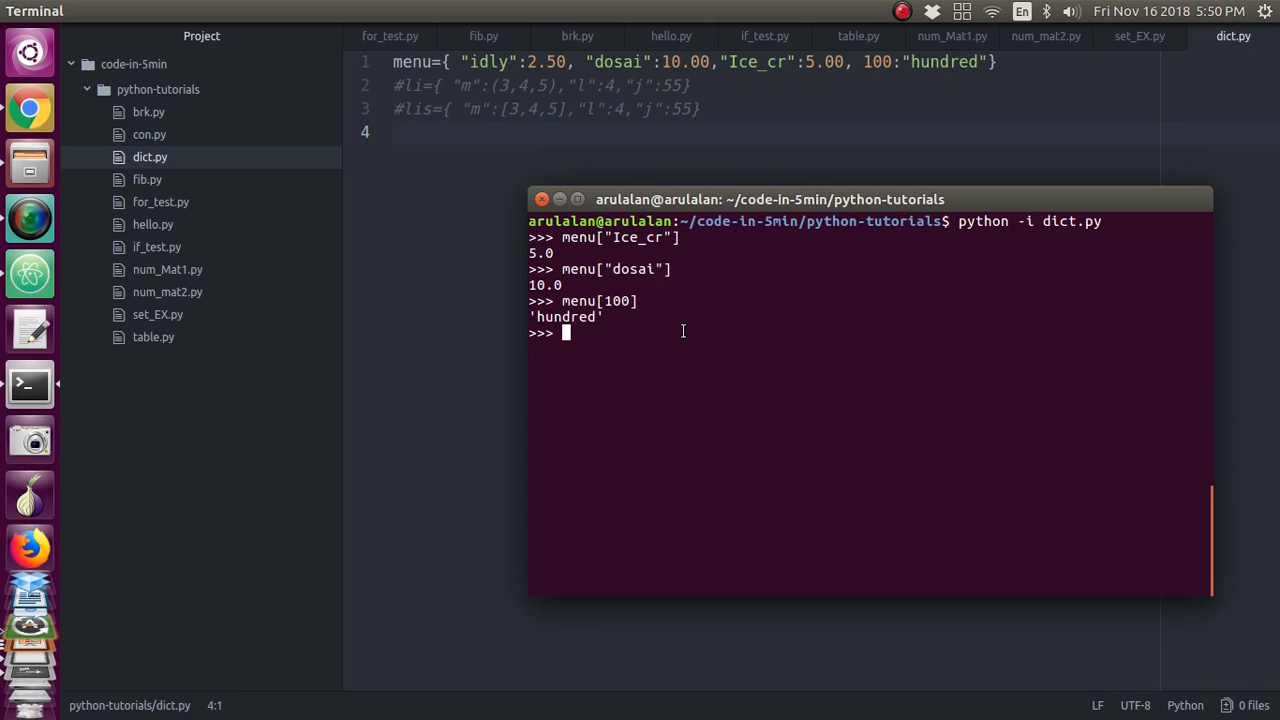 Terminal
En
Fri Nov 16 2018 5:50 PM
Project
code-in-5min
python-tutorials
brk.py
con.py
dict.py
fib.py
for_test.py
hello.py
if_test.py
num_Mat1.py
num_mat2.py
set_EX.py
table.py
for_test.py fib.py brk.py hello.py if_test.py table.py num_Mat1.py num_mat2.py set_EX.py dict.py
1 menu={ "idly":2.50, "dosai":10.00,"Ice_cr":5.00, 100:"hundred"}
2 #li={ "m":(3,4,5),"l":4,"j":55}
3 #lis={ "m":[3,4,5],"l":4,"j":55}
4
arulalan@arulalan: ~/code-in-5min/python-tutorials
arulalan@arulalan:~/code-in-5min/python-tutorials$ python -i dict.py
>>> menu["Ice_cr"]
5.0
>>> menu["dosai"]
10.0
>>> menu[100]
'hundred'
>>>
python-tutorials/dict.py 4:1 LF UTF-8 Python 0 files